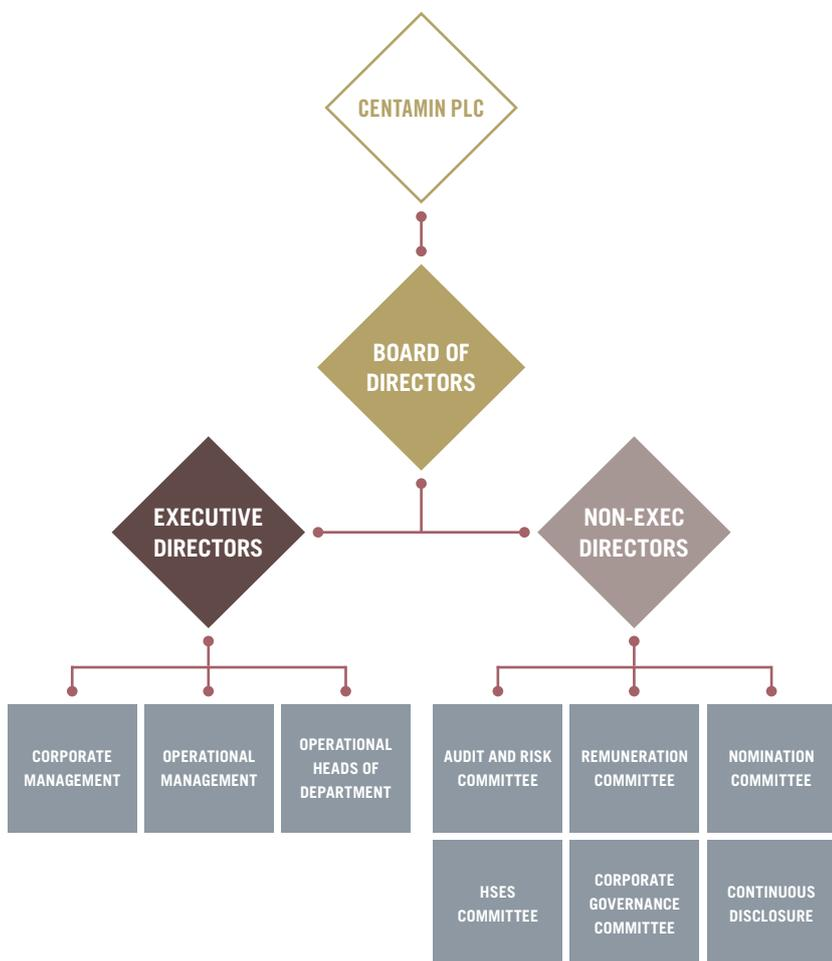 CENTAMIN PLC
BOARD OF
DIRECTORS
EXECUTIVE
DIRECTORS
NON-EXEC
DIRECTORS
CORPORATE
MANAGEMENT
OPERATIONAL
MANAGEMENT
OPERATIONAL
HEADS OF
DEPARTMENT
AUDIT AND RISK
COMMITTEE
REMUNERATION
COMMITTEE
NOMINATION
COMMITTEE
HSES
COMMITTEE
CORPORATE
GOVERNANCE
COMMITTEE
CONTINUOUS
DISCLOSURE